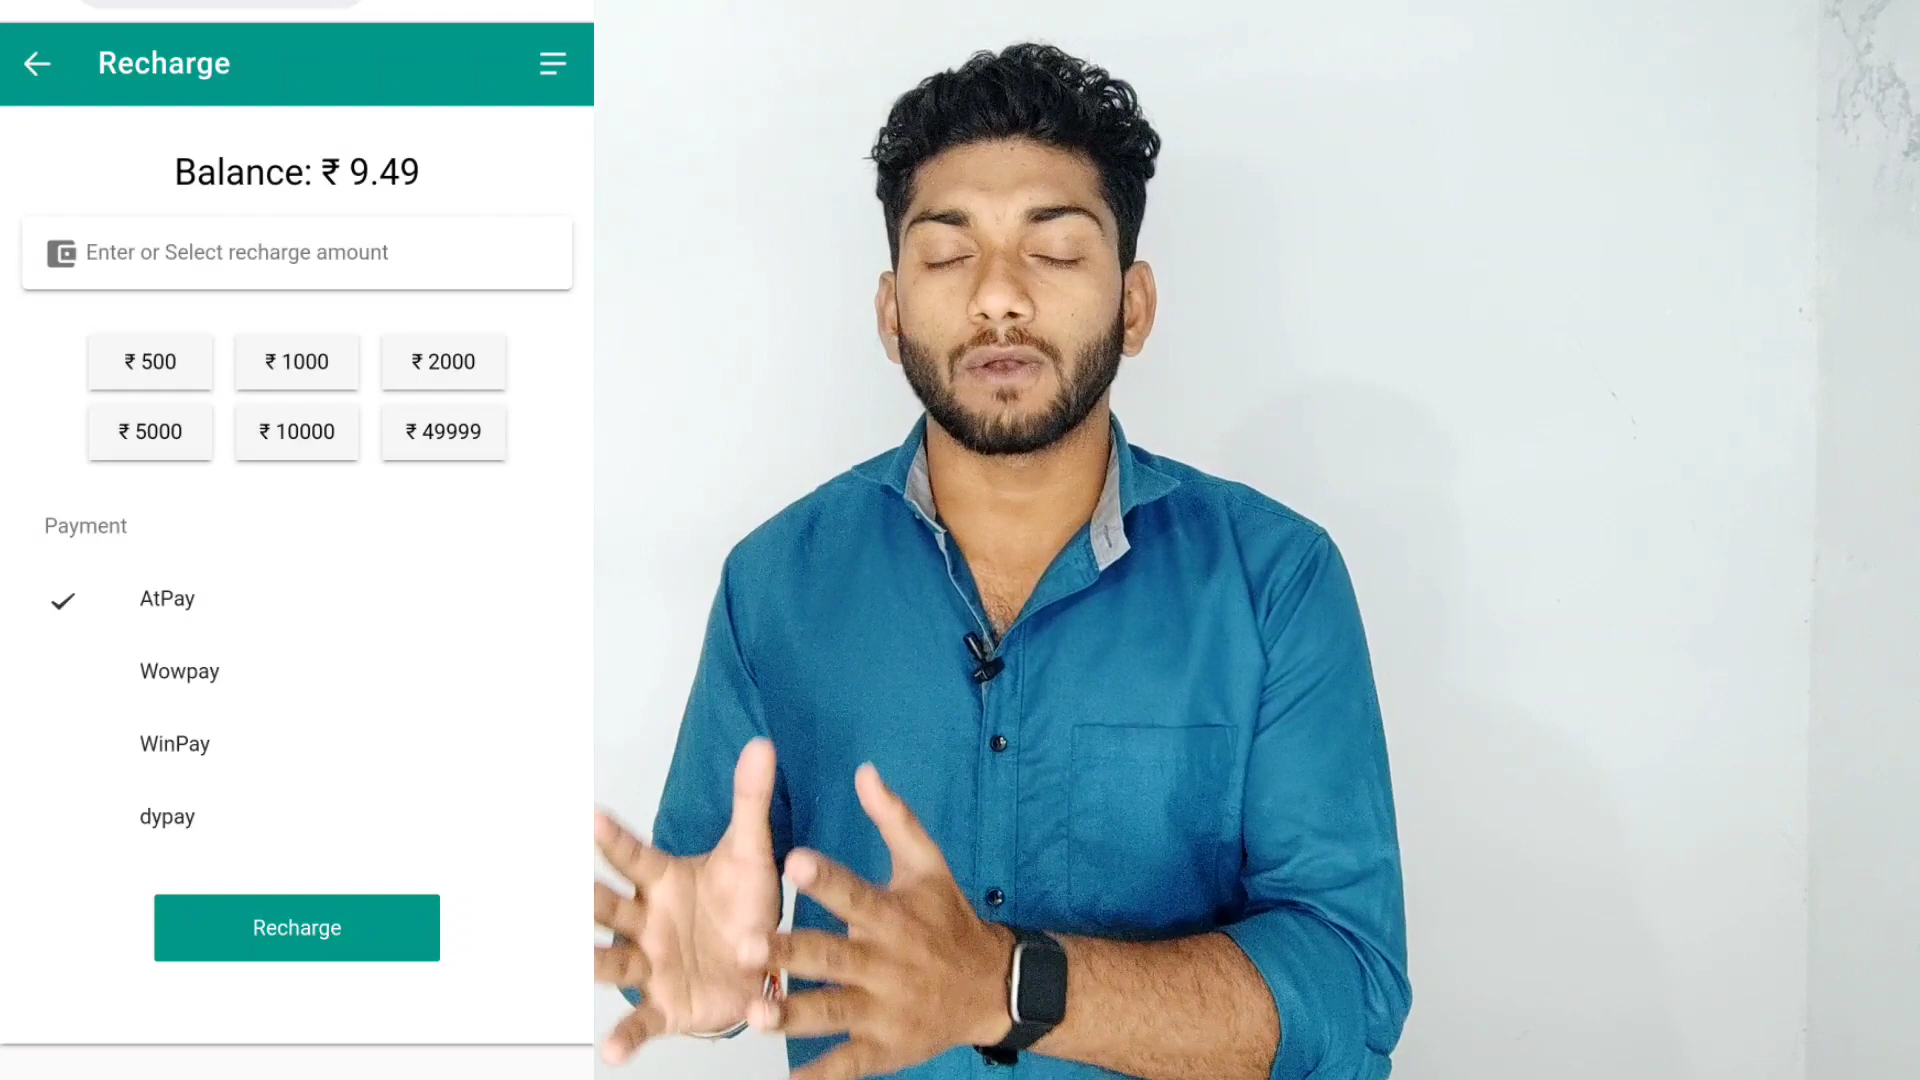 Recharge
Balance: ₹ 9.49
Enter or Select recharge amount
₹ 500 ₹ 1000 ₹ 2000
₹ 5000 ₹ 10000 ₹ 49999
Payment
AtPay
Wowpay
WinPay
dypay
Recharge